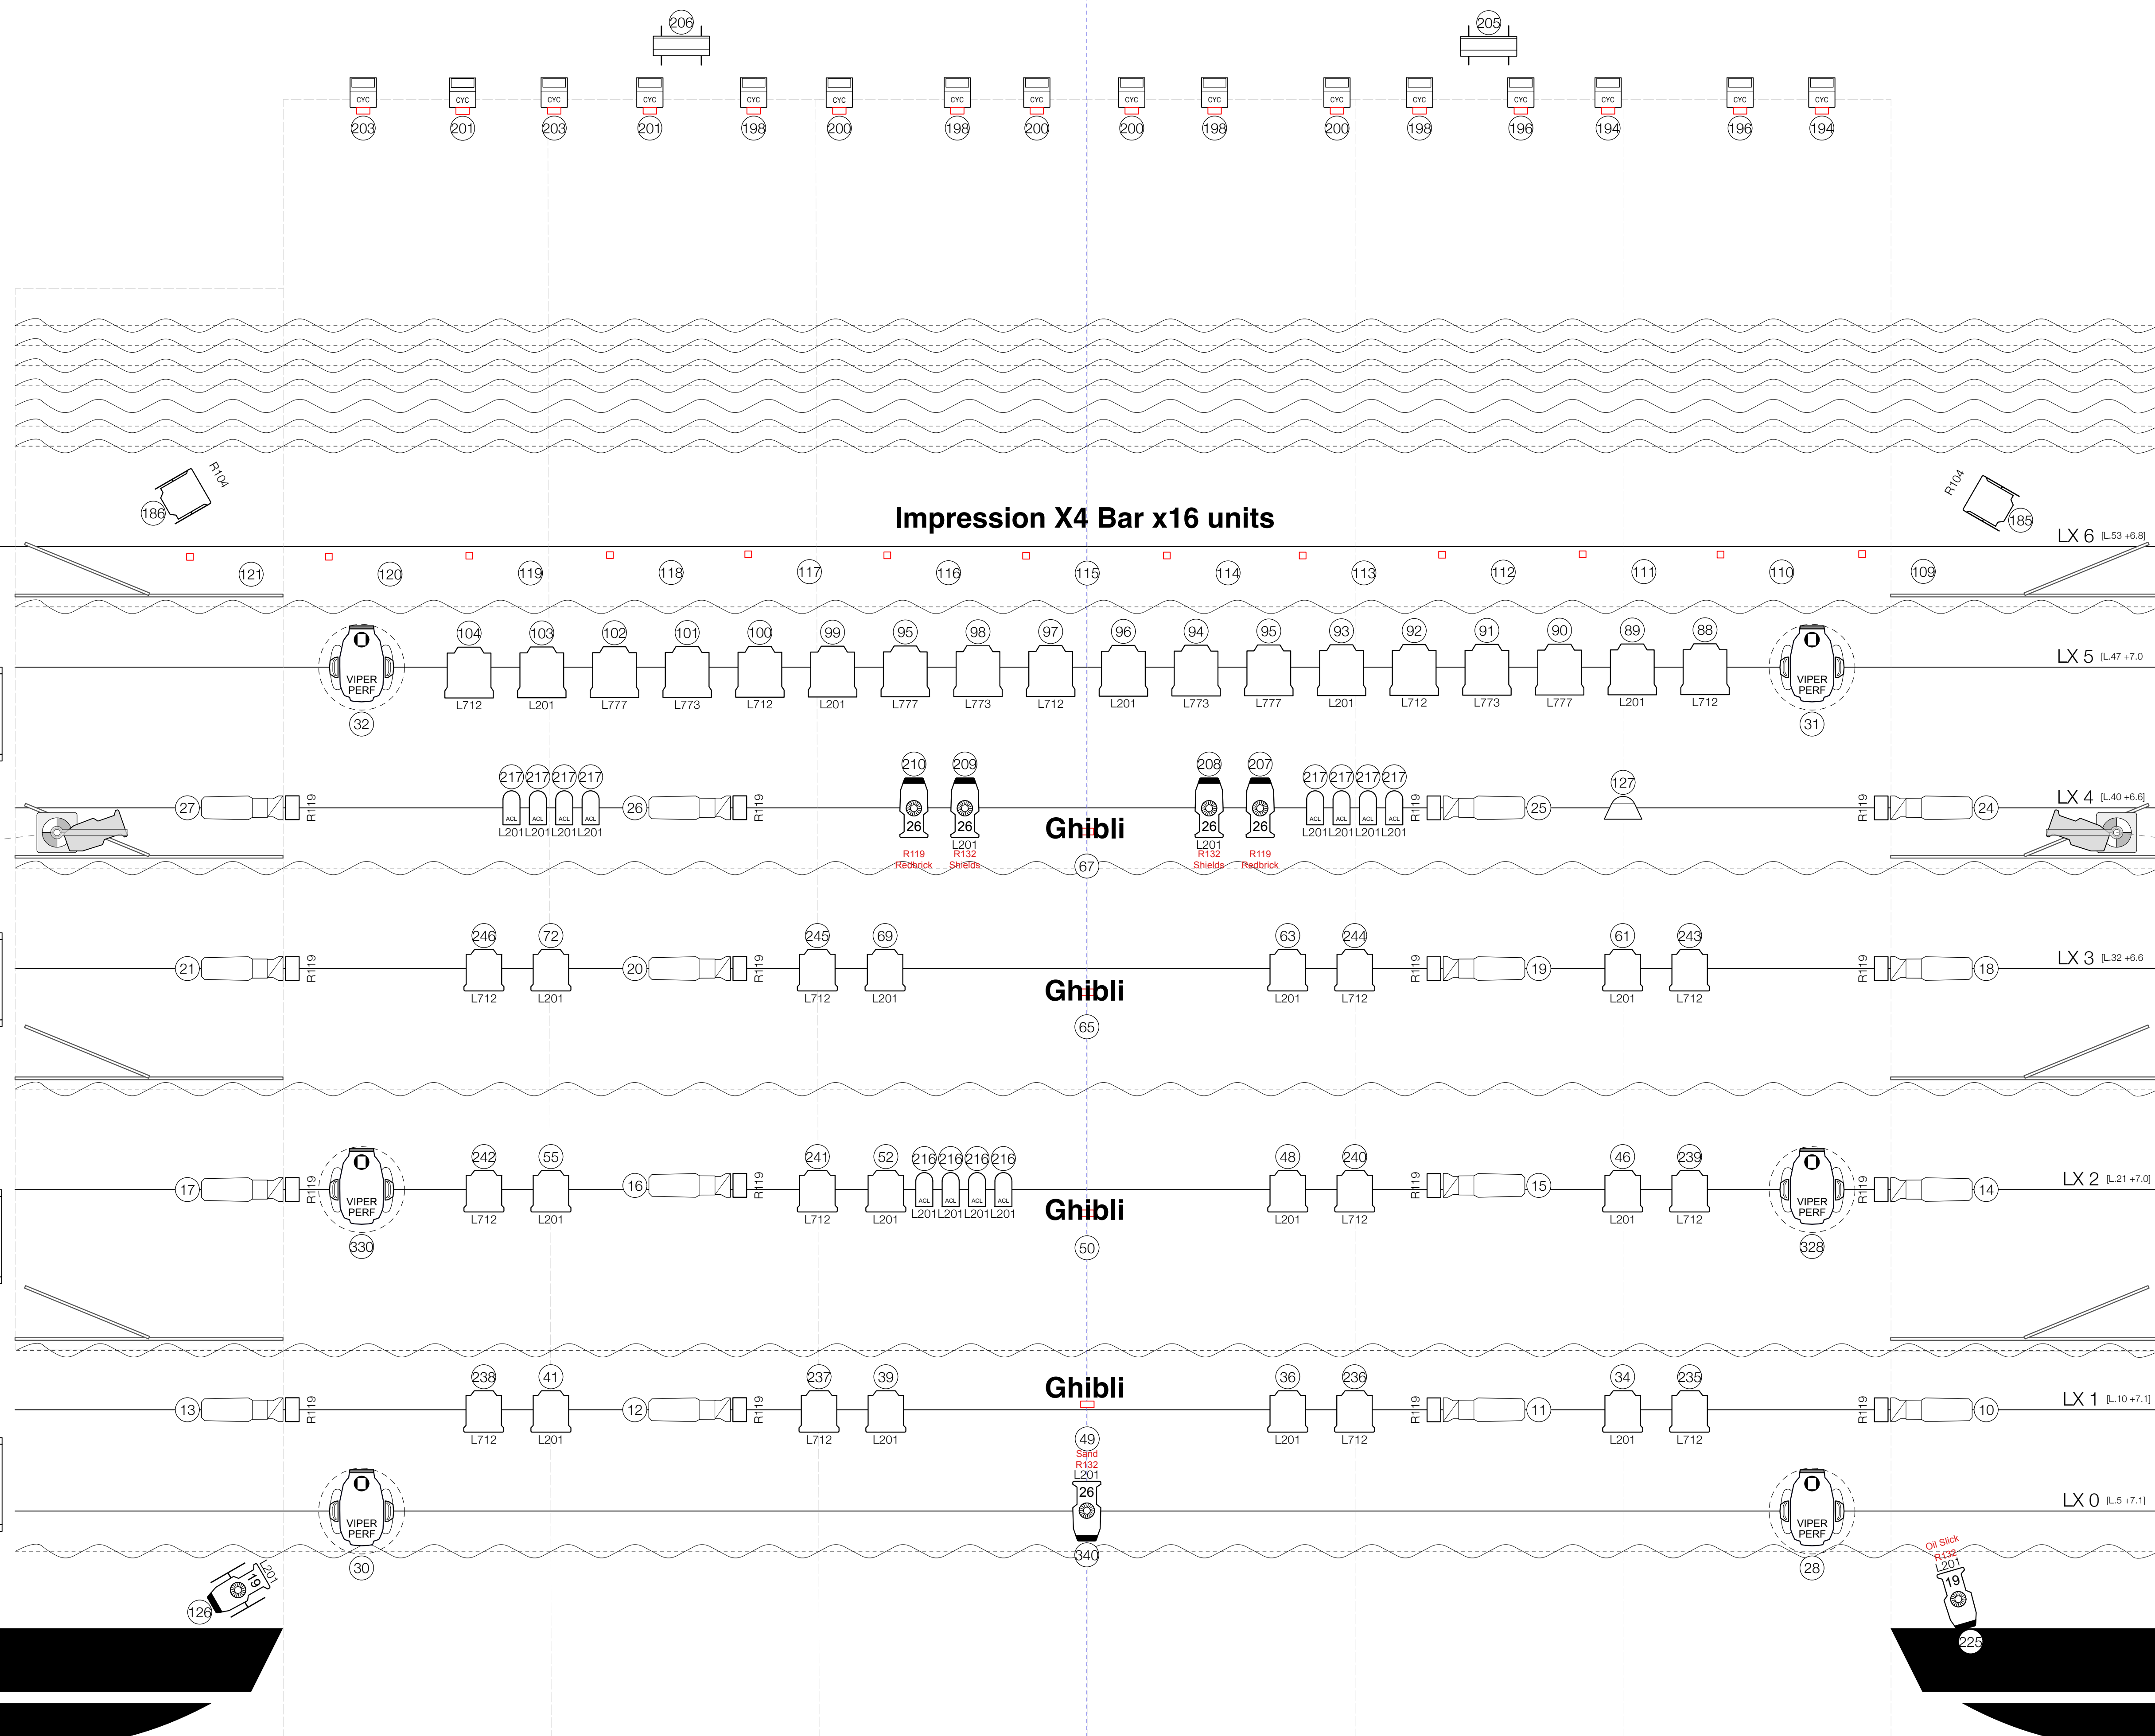 206 205
CYC CYC CYC CYC CYC CYC CYC CYC CYC CYC CYC CYC CYC CYC CYC CYC
203 201 203 201 198 200 198 200 200 198 200 198 196 194 196 194
R104 R104
186 185
Impression X4 Bar x16 units
LX 6 [L.53 +6.8]
121 120 119 118 117 116 115 114 113 112 111 110 109
104 103 102 101 100 99 95 98 97 96 94 95 93 92 91 90 89 88
LX 5 [L.47 +7.0
VIPER PERF VIPER PERF
L712 L201 L777 L773 L712 L201 L777 L773 L712 L201 L773 L777 L201 L712 L773 L777 L201 L712
32 31
210 209 208 207
217 217 217 217 217 217 217 217 127
LX 4 [L.40 +6.6]
27 R119 26 R119 R119 25 R119 24
ACL ACL ACL ACL ACL ACL ACL ACL
26 26 26 26
L201 L201 L201 L201 L201 L201 L201 L201
Ghibli
L201 L201
R119 R132 R132 R119
Redbrick Shields Shields Redbrick
67
246 72 245 69 63 244 61 243
LX 3 [L.32 +6.6
21 R119 20 R119 R119 19 R119 18
L712 L201 L712 L201 Ghibli L201 L712 L201 L712
65
242 55 241 52 216 216 216 216 48 240 46 239
LX 2 [L.21 +7.0]
17 R119 16 R119 R119 15 R119 14
VIPER PERF VIPER PERF
ACL ACL ACL ACL
L201 L201 L201 L201
L712 L201 L712 L201 Ghibli L201 L712 L201 L712
330 50 328
238 41 237 39 36 236 34 235
Ghibli
LX 1 [L.10 +7.1]
13 R119 12 R119 R119 11 R119 10
L712 L201 L712 L201 L201 L712 L201 L712
49
Sand
R132
L201
26
LX 0 [L.5 +7.1]
VIPER PERF VIPER PERF
30 340 28
Oil Slick
R132
L201
19
L201
19
126 225